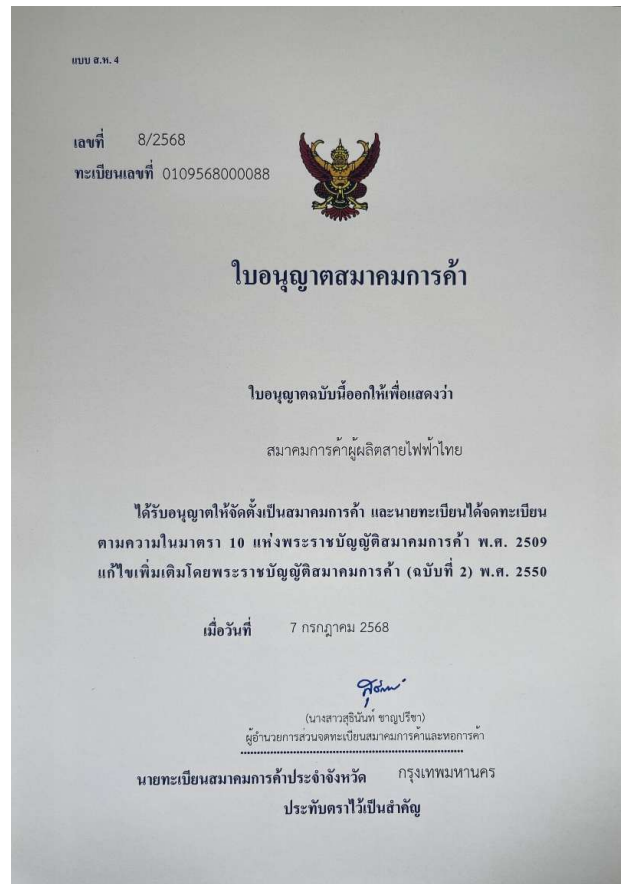 แบบ ส.ห. 4
เลขที่ 8/2568
ทะเบียนเลขที่ 0109568000088
ใบอนุญาตสมาคมการค้า
ใบอนุญาตฉบับนี้ออกให้เพื่อแสดงว่า
สมาคมการค้าผู้ผลิตสายไฟฟ้าไทย
ได้รับอนุญาตให้จัดตั้งเป็นสมาคมการค้า และนายทะเบียนได้จดทะเบียน
ตามความในมาตรา 10 แห่งพระราชบัญญัติสมาคมการค้า พ.ศ. 2509
แก้ไขเพิ่มเติมโดยพระราชบัญญัติสมาคมการค้า (ฉบับที่ 2) พ.ศ. 2550
เมื่อวันที่ 7 กรกฎาคม 2568
(นางสาวสุธินันท์ ชาญปรีชา)
ผู้อำนวยการส่วนจดทะเบียนสมาคมการค้าและหอการค้า
นายทะเบียนสมาคมการค้าประจำจังหวัด กรุงเทพมหานคร
ประทับตราไว้เป็นสำคัญ